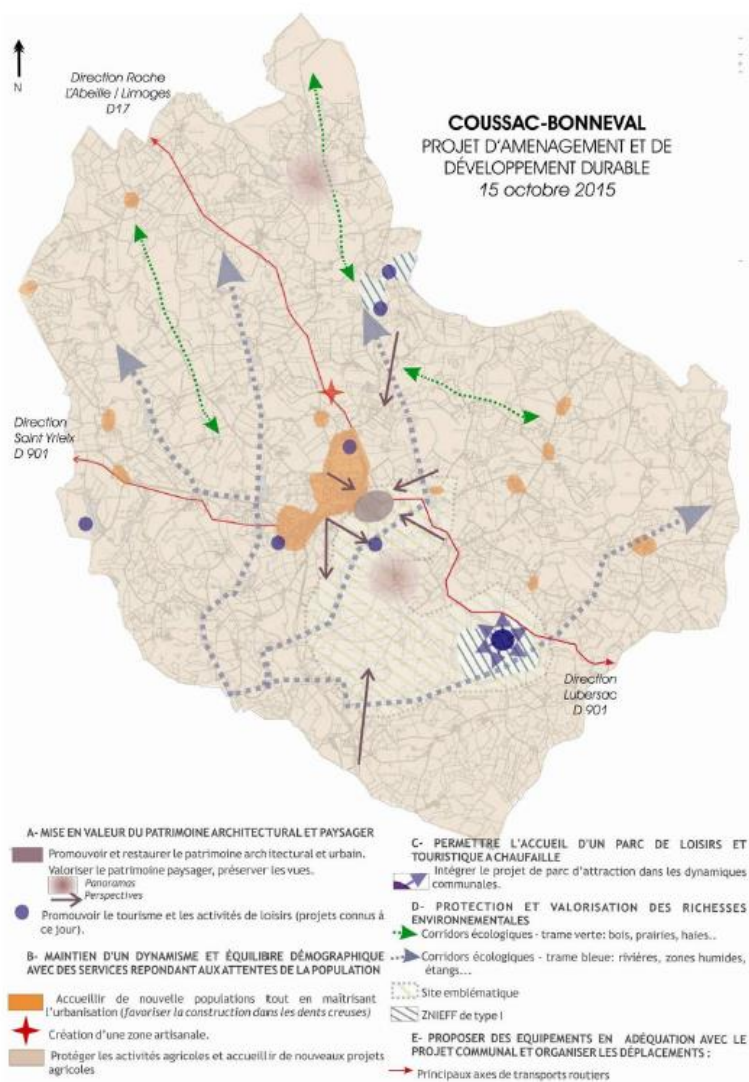 N
Direction Roche
L'Abeille / Limoges
D17
COUSSAC-BONNEVAL
PROJET D'AMENAGEMENT ET DE
DÉVELOPPEMENT DURABLE
15 octobre 2015
Direction
Saint Yrieix
D 901
Direction
Lubersac
D 901
A- MISE EN VALEUR DU PATRIMOINE ARCHITECTURAL ET PAYSAGER
Promouvoir et restaurer le patrimoine architectural et urbain.
Valoriser le patrimoine paysager, préserver les vues.
Panoramas
Perspectives
Promouvoir le tourisme et les activités de loisirs (projets connus à
ce jour).
B- MAINTIEN D'UN DYNAMISME ET ÉQUILIBRE DÉMOGRAPHIQUE
AVEC DES SERVICES REPONDANT AUX ATTENTES DE LA POPULATION
Accueillir de nouvelle populations tout en maîtrisant
l'urbanisation (favoriser la construction dans les dents creuses)
Création d'une zone artisanale.
Protéger les activités agricoles et accueillir de nouveaux projets
agricoles
C- PERMETTRE L'ACCUEIL D'UN PARC DE LOISIRS ET
TOURISTIQUE A CHAUFAILLE
Intégrer le projet de parc d'attraction dans les dynamiques
communales.
D- PROTECTION ET VALORISATION DES RICHESSES
ENVIRONNEMENTALES
Corridors écologiques - trame verte: bois, prairies, haies..
Corridors écologiques - trame bleue: rivières, zones humides,
étangs...
Site emblématique
ZNIEFF de type I
E- PROPOSER DES EQUIPEMENTS EN ADÉQUATION AVEC LE
PROJET COMMUNAL ET ORGANISER LES DÉPLACEMENTS :
Principaux axes de transports routiers